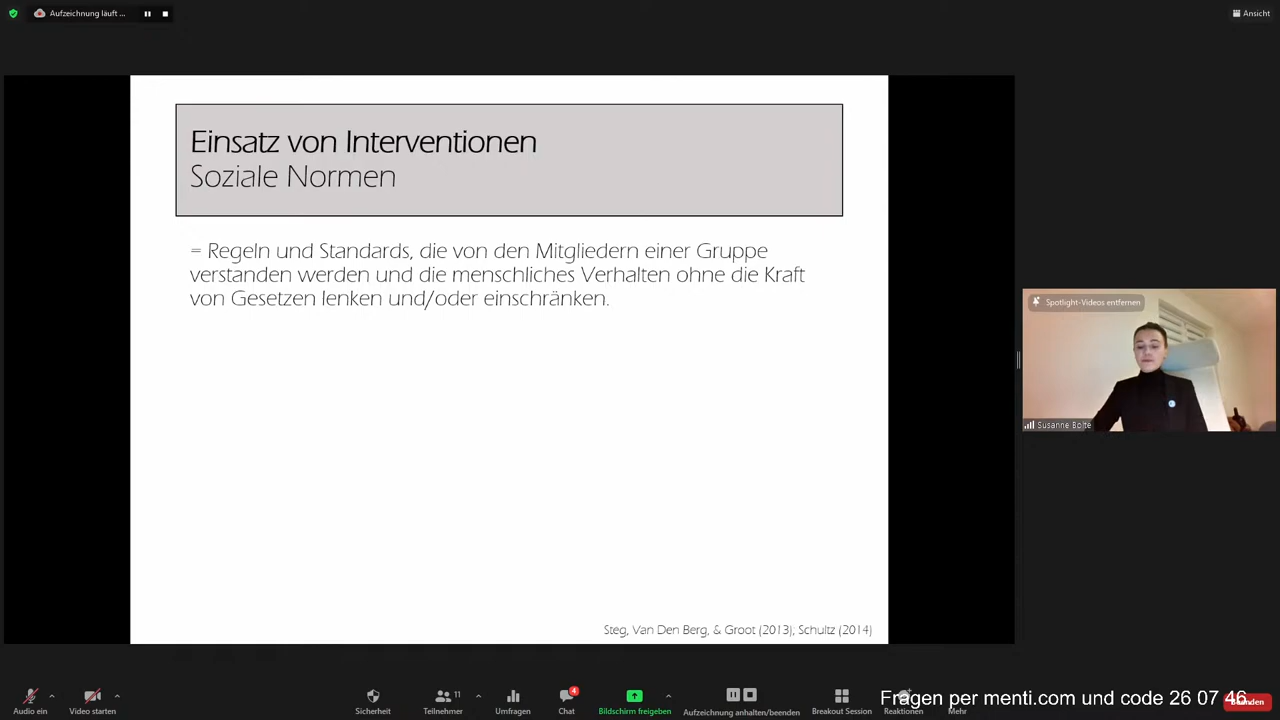 Aufzeichnung läuft ...
Ansicht
Einsatz von Interventionen
Soziale Normen
= Regeln und Standards, die von den Mitgliedern einer Gruppe
verstanden werden und die menschliches Verhalten ohne die Kraft
von Gesetzen lenken und/oder einschränken.
Spotlight-Videos entfernen
Susanne Bolte
Steg, Van Den Berg, & Groot (2013); Schultz (2014)
Fragen per menti.com und code 26 07 46
11
4
Audio ein
Video starten
Sicherheit
Teilnehmer
Umfragen
Chat
Bildschirm freigeben
Aufzeichnung anhalten/beenden
Breakout Session
Reaktionen
Mehr